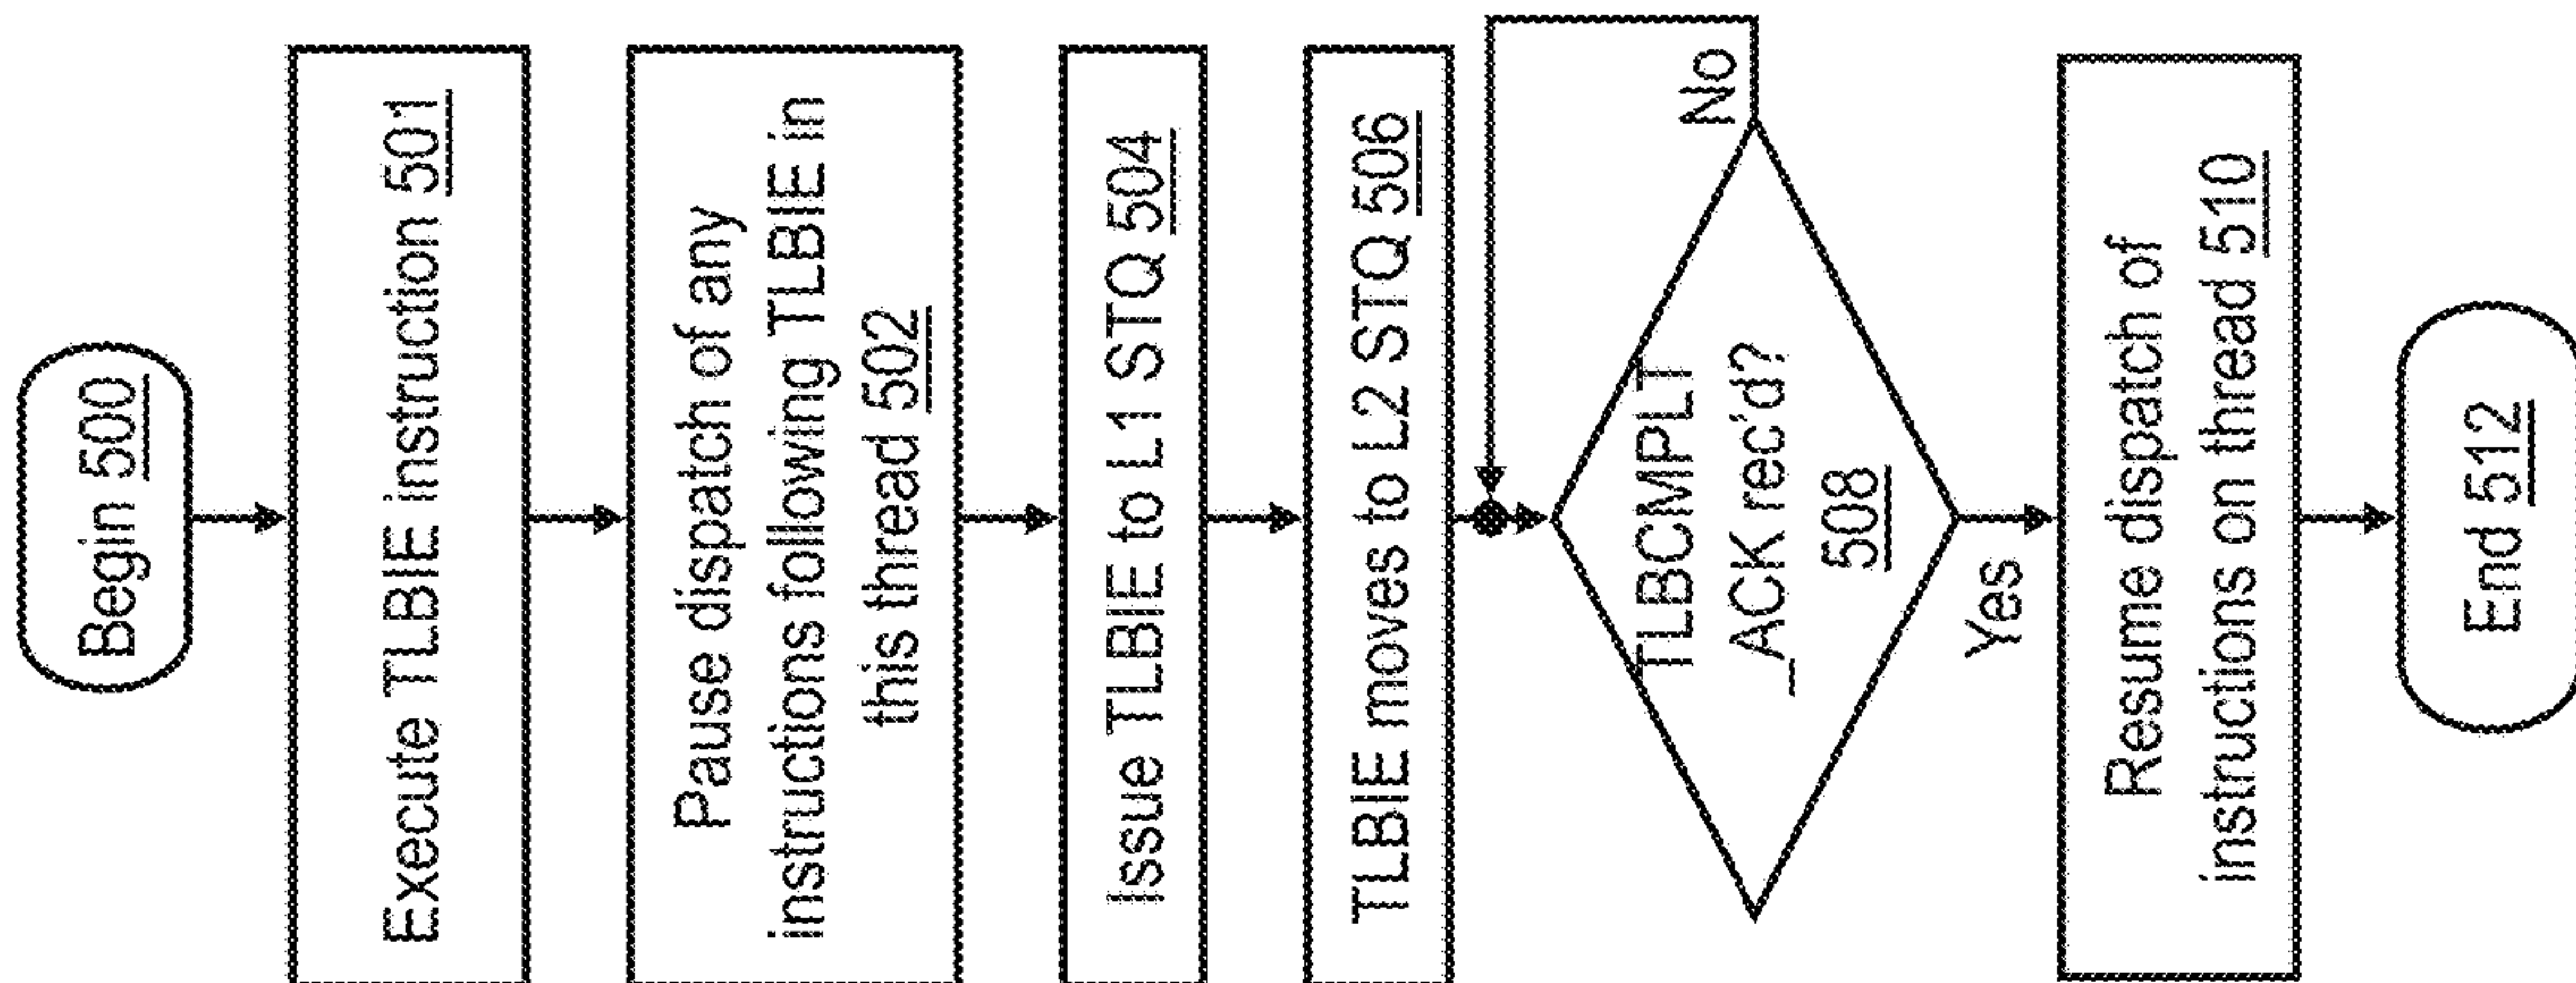 Begin 500
Execute TLBIE instruction 501
Pause dispatch of any
instructions following TLBIE in
this thread 502
Issue TLBIE to L1 STQ 504
TLBIE moves to L2 STQ 506
TLBCMPLT
_ACK rec'd?
508
No
Yes
Resume dispatch of
instructions on thread 510
End 512